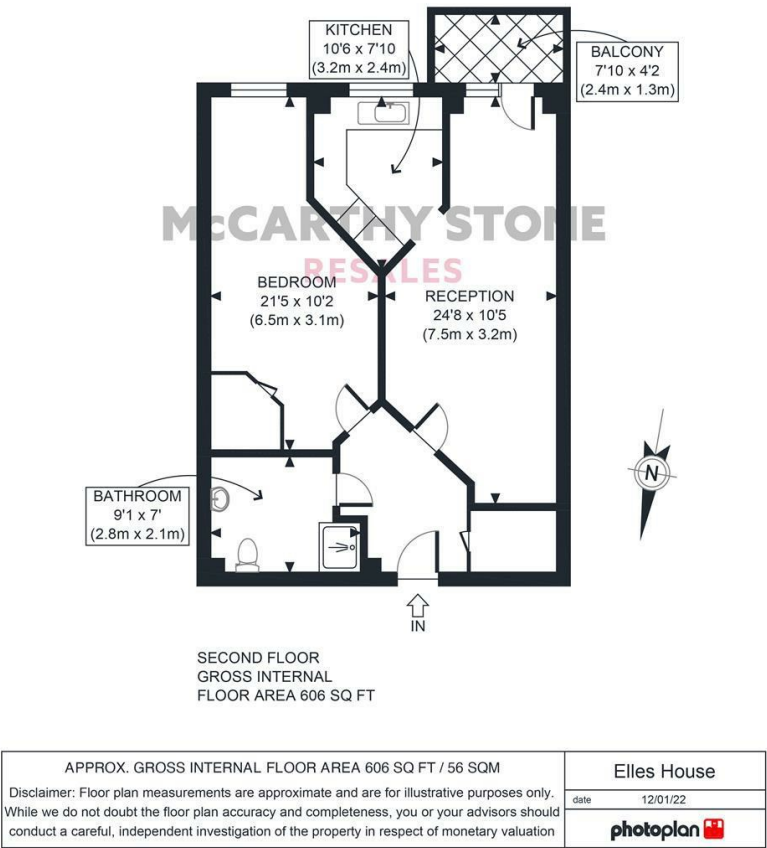 KITCHEN
10'6 x 7'10
(3.2m x 2.4m)
BALCONY
7'10 x 4'2
(2.4m x 1.3m)
McCARTHY STONE
RESALES
BEDROOM
21'5 x 10'2
(6.5m x 3.1m)
RECEPTION
24'8 x 10'5
(7.5m x 3.2m)
N
BATHROOM
9'1 x 7'
(2.8m x 2.1m)
IN
SECOND FLOOR
GROSS INTERNAL
FLOOR AREA 606 SQ FT
APPROX. GROSS INTERNAL FLOOR AREA 606 SQ FT / 56 SQM
Disclaimer: Floor plan measurements are approximate and are for illustrative purposes only.
While we do not doubt the floor plan accuracy and completeness, you or your advisors should
conduct a careful, independent investigation of the property in respect of monetary valuation
Elles House
date 12/01/22
photoplan